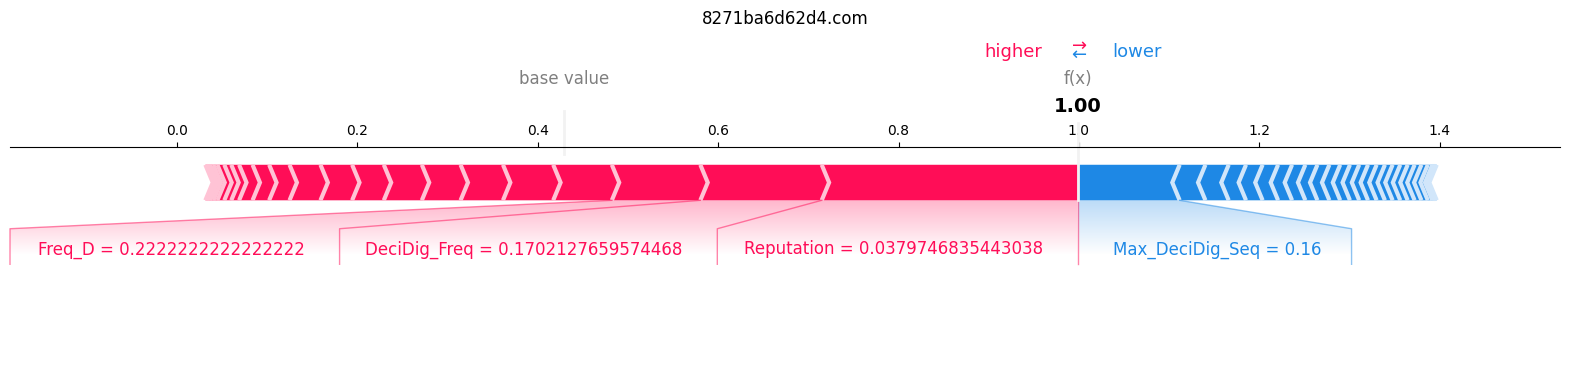 8271ba6d62d4.com
higher ⇄ lower
base value f(x)
1.00
0.0 0.2 0.4 0.6 0.8 1.0 1.2 1.4
Freq_D = 0.2222222222222222 DeciDig_Freq = 0.1702127659574468 Reputation = 0.0379746835443038 Max_DeciDig_Seq = 0.16